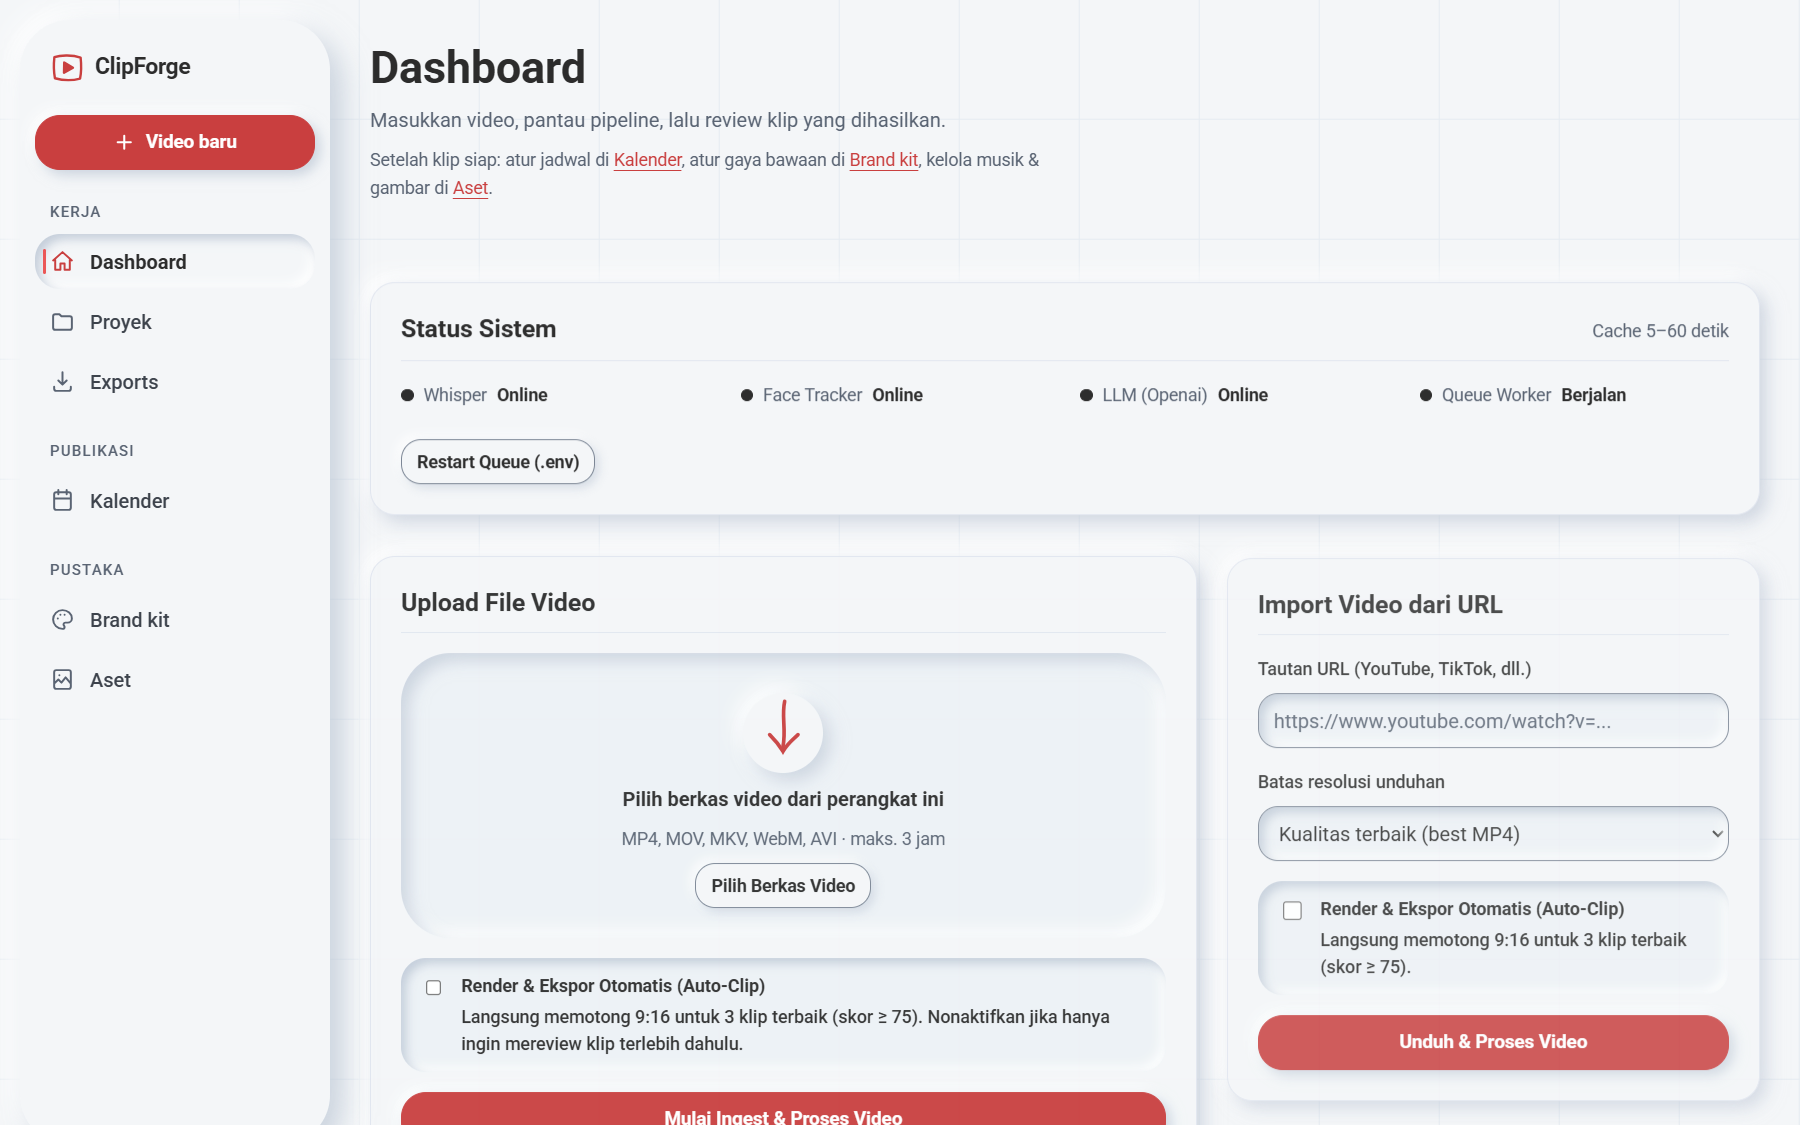 ClipForge
Video baru
KERJA
Dashboard
Proyek
Exports
PUBLIKASI
Kalender
PUSTAKA
Brand kit
Aset
Dashboard
Masukkan video, pantau pipeline, lalu review klip yang dihasilkan.
Setelah klip siap: atur jadwal di Kalender, atur gaya bawaan di Brand kit, kelola musik &
gambar di Aset.
Status Sistem
Cache 5–60 detik
Whisper Online
Face Tracker Online
LLM (Openai) Online
Queue Worker Berjalan
Restart Queue (.env)
Upload File Video
Pilih berkas video dari perangkat ini
MP4, MOV, MKV, WebM, AVI · maks. 3 jam
Pilih Berkas Video
Render & Ekspor Otomatis (Auto-Clip)
Langsung memotong 9:16 untuk 3 klip terbaik (skor ≥ 75). Nonaktifkan jika hanya
ingin mereview klip terlebih dahulu.
Mulai Ingest & Proses Video
Import Video dari URL
Tautan URL (YouTube, TikTok, dll.)
https://www.youtube.com/watch?v=...
Batas resolusi unduhan
Kualitas terbaik (best MP4)
Render & Ekspor Otomatis (Auto-Clip)
Langsung memotong 9:16 untuk 3 klip terbaik
(skor ≥ 75).
Unduh & Proses Video